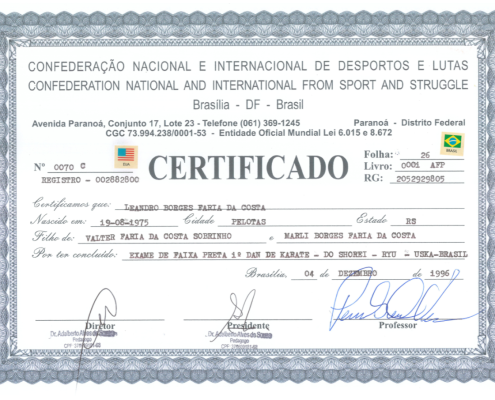 CONFEDERAÇÃO NACIONAL E INTERNACIONAL DE DESPORTOS E LUTAS
CONFEDERATION NATIONAL AND INTERNATIONAL FROM SPORT AND STRUGGLE
Brasília - DF - Brasil
Avenida Paranoá, Conjunto 17, Lote 23 - Telefone (061) 369-1245 Paranoá - Distrito Federal
CGC 73.994.238/0001-53 - Entidade Oficial Mundial Lei 6.015 e 8.672
Nº 0070 C
REGISTRO - 002882800
CERTIFICADO
Folha: 26
Livro: 0001 AFP
RG: 2052929805
Certificamos que: LEANDRO BORGES FARIA DA COSTA
Nascido em: 19-08-1975 Cidade PELOTAS Estado RS
Filho de: VALTER FARIA DA COSTA SOBRINHO e MARLI BORGES FARIA DA COSTA
Por ter concluido: EXAME DE FAIXA PRETA 1º DAN DE KARATE - DO SHOREI - RYU - USKA-BRASIL
Brasília, 04 de DEZEMBRO de 1996
Diretor Presidente Professor
Pedagogo Pedagogo